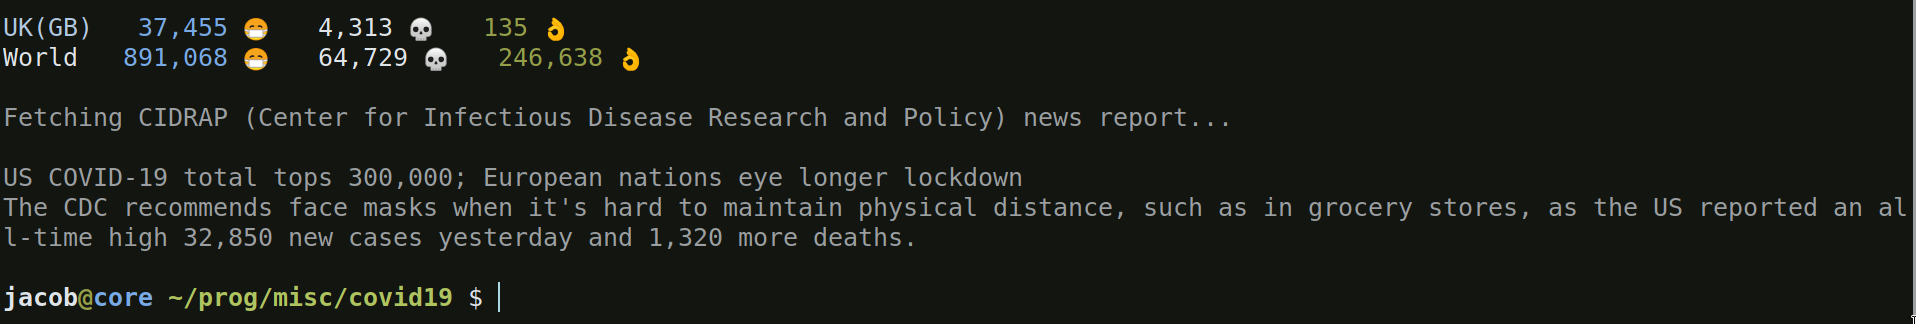 UK(GB) 37,455 😷 4,313 💀 135 👌
World 891,068 😷 64,729 💀 246,638 👌
Fetching CIDRAP (Center for Infectious Disease Research and Policy) news report...
US COVID-19 total tops 300,000; European nations eye longer lockdown
The CDC recommends face masks when it's hard to maintain physical distance, such as in grocery stores, as the US reported an al
l-time high 32,850 new cases yesterday and 1,320 more deaths.
jacob@core ~/prog/misc/covid19 $